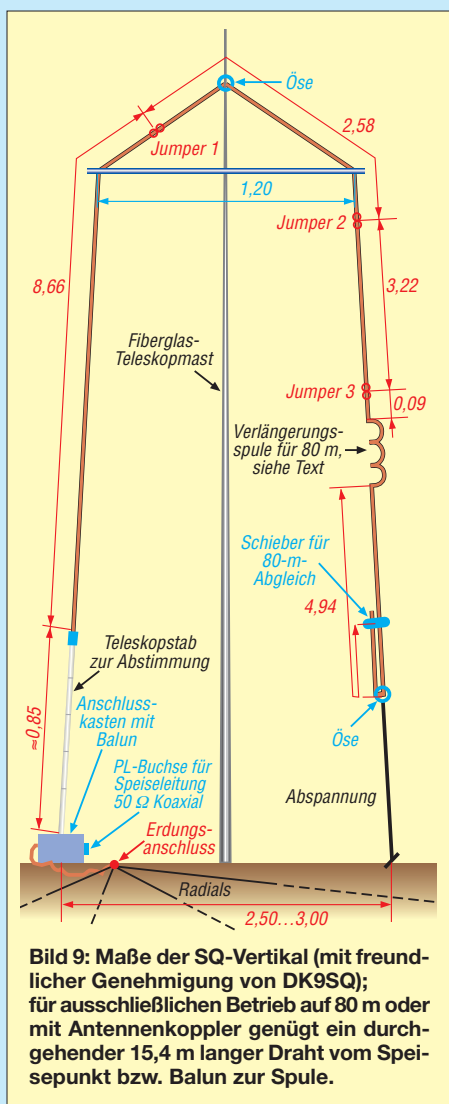 Öse
2,58
Jumper 1
1,20
Jumper 2
8,66
3,22
Fiberglas-
Teleskopmast
Jumper 3
0,09
Verlängerungs-
spule für 80 m,
siehe Text
Schieber für
80-m-
Abgleich
4,94
Teleskopstab
zur Abstimmung
≈0,85
Anschluss-
kasten mit
Balun
Öse
PL-Buchse für
Speiseleitung
50 Ω Koaxial
Abspannung
Erdungs-
anschluss
Radials
2,50...3,00
Bild 9: Maße der SQ-Vertikal (mit freund-
licher Genehmigung von DK9SQ);
für ausschließlichen Betrieb auf 80 m oder
mit Antennenkoppler genügt ein durch-
gehender 15,4 m langer Draht vom Spei-
sepunkt bzw. Balun zur Spule.